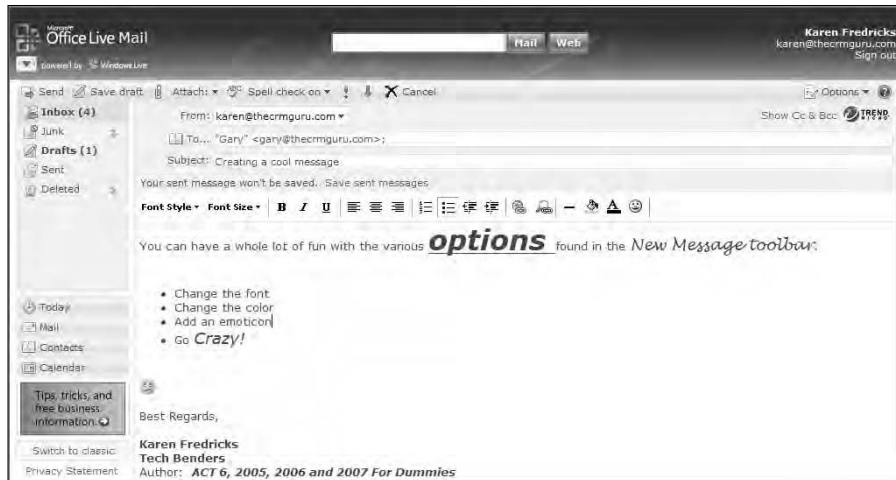 Microsoft
Office Live Mail
powered by Windows Live
Mail Web
Karen Fredricks
karen@thecrmguru.com
Sign out
Send Save draft Attach: ABC Spell check on Cancel
Options
Inbox (4)
Junk
Drafts (1)
Sent
Deleted
From: karen@thecrmguru.com
Show Cc & Bcc TREND
To... "Gary" <gary@thecrmguru.com>;
Subject: Creating a cool message
Your sent message won't be saved. Save sent messages
Font Style Font Size B I U A
You can have a whole lot of fun with the various options found in the New Message toolbar:
• Change the font
• Change the color
• Add an emoticon
• Go Crazy!
Best Regards,
Karen Fredricks
Tech Benders
Author: ACT 6, 2005, 2006 and 2007 For Dummies
Today
Mail
Contacts
Calendar
Tips, tricks, and
free business
information.
Switch to classic
Privacy Statement